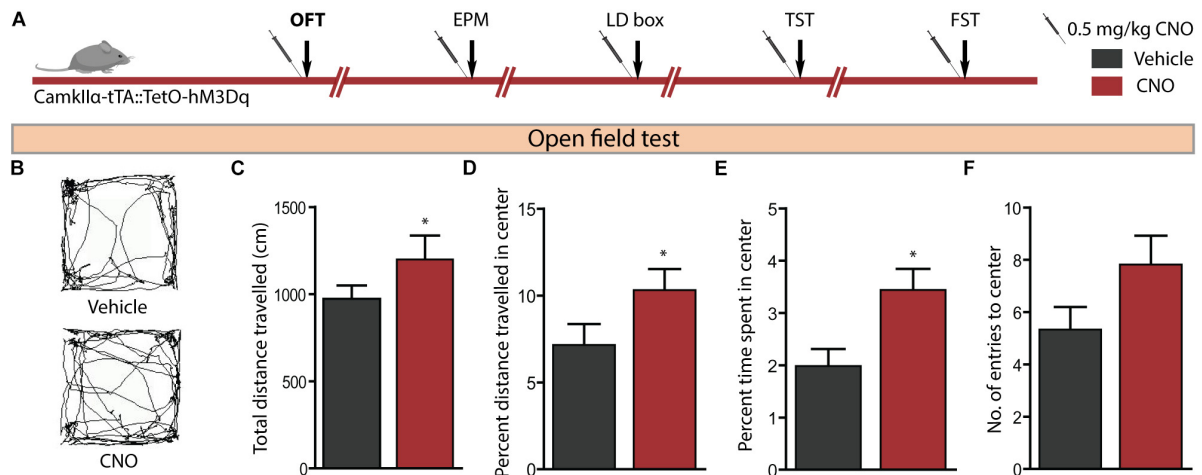 A
OFT
EPM
LD box
TST
FST
0.5 mg/kg CNO
Vehicle
CNO
CamkIIα-tTA::TetO-hM3Dq
Open field test
B
Vehicle
CNO
C
Total distance travelled (cm)
1500
1000
500
0
*
D
Percent distance travelled in center
15
10
5
0
*
E
Percent time spent in center
5
4
3
2
1
0
*
F
No. of entries to center
10
8
6
4
2
0